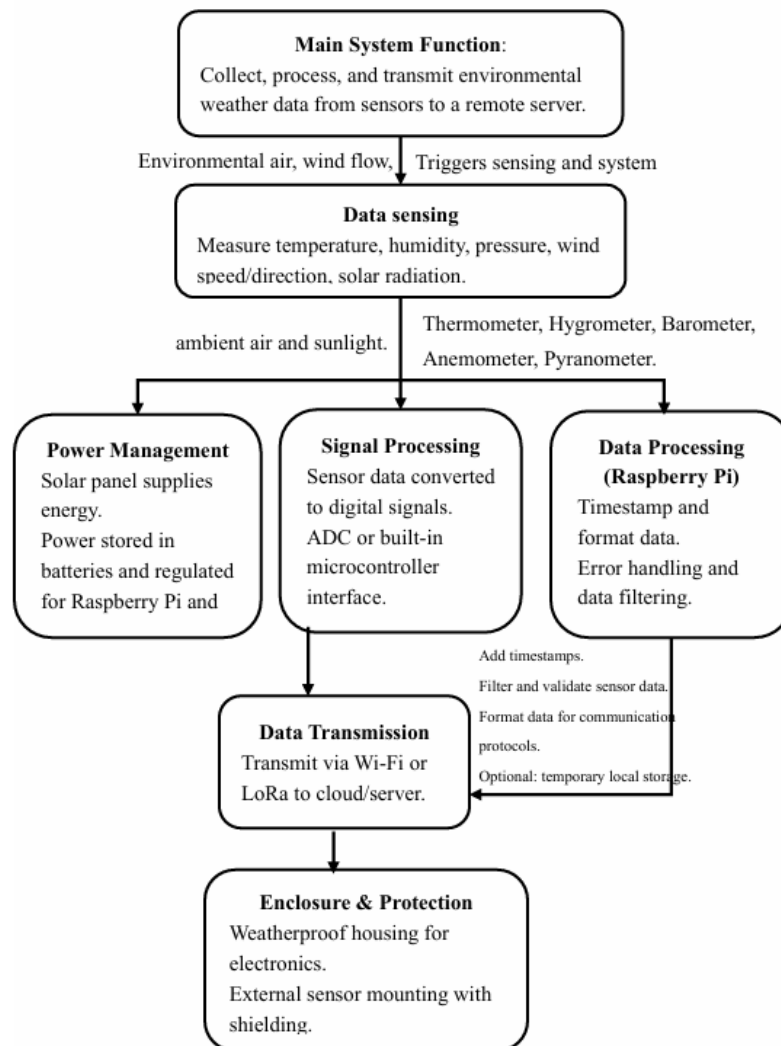 Main System Function:
Collect, process, and transmit environmental
weather data from sensors to a remote server.
Environmental air, wind flow,
Triggers sensing and system
Data sensing
Measure temperature, humidity, pressure, wind
speed/direction, solar radiation.
ambient air and sunlight.
Thermometer, Hygrometer, Barometer,
Anemometer, Pyranometer.
Power Management
Solar panel supplies
energy.
Power stored in
batteries and regulated
for Raspberry Pi and
Signal Processing
Sensor data converted
to digital signals.
ADC or built-in
microcontroller
interface.
Data Processing
(Raspberry Pi)
Timestamp and
format data.
Error handling and
data filtering.
Add timestamps.
Filter and validate sensor data.
Format data for communication
protocols.
Optional: temporary local storage.
Data Transmission
Transmit via Wi-Fi or
LoRa to cloud/server.
Enclosure & Protection
Weatherproof housing for
electronics.
External sensor mounting with
shielding.